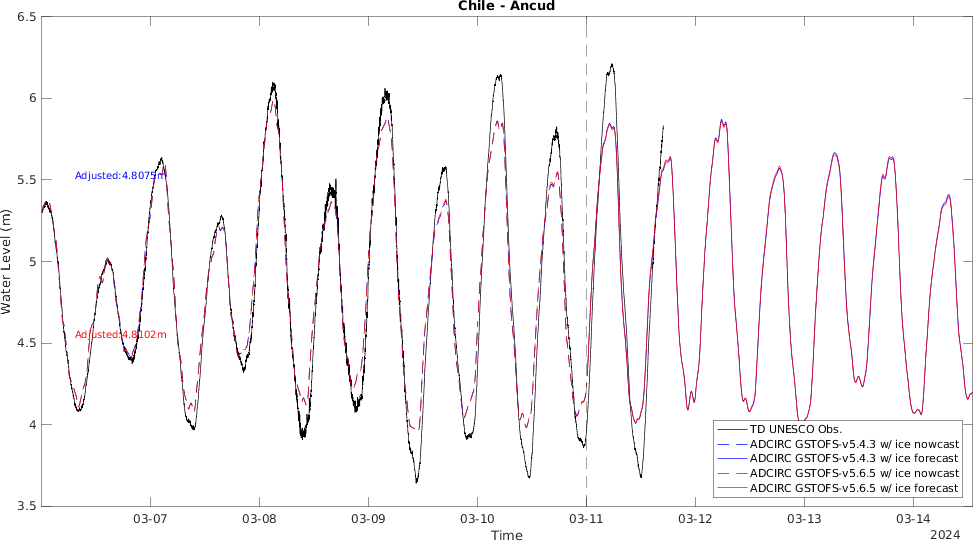 Chile - Ancud
6.5
6
5.5
5
4.5
4
3.5
Water Level (m)
Adjusted:4.8075m
Adjusted:4.8102m
TD UNESCO Obs.
ADCIRC GSTOFS-v5.4.3 w/ ice nowcast
ADCIRC GSTOFS-v5.4.3 w/ ice forecast
ADCIRC GSTOFS-v5.6.5 w/ ice nowcast
ADCIRC GSTOFS-v5.6.5 w/ ice forecast
03-07 03-08 03-09 03-10 03-11 03-12 03-13 03-14
Time
2024